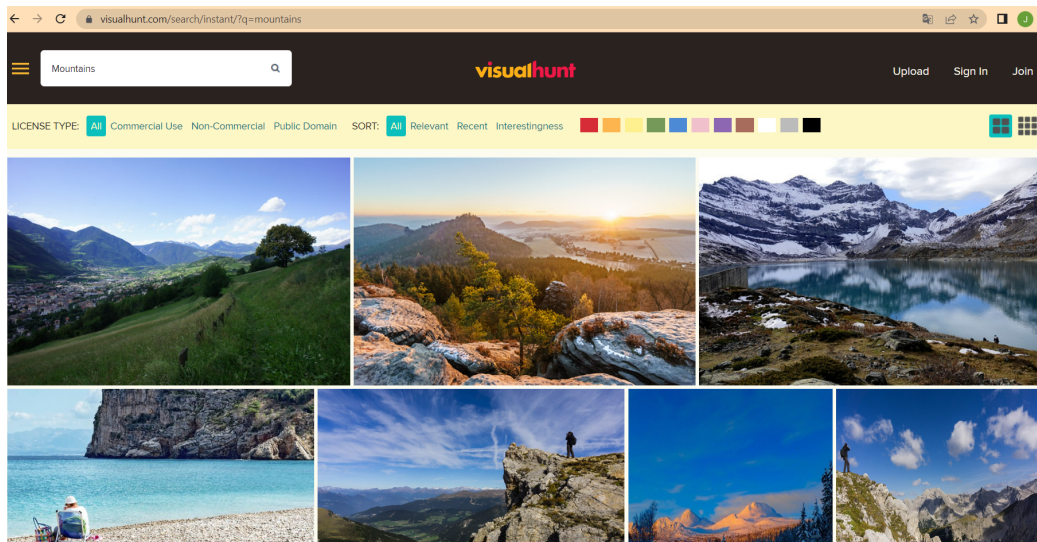 visualhunt.com/search/instant/?q=mountains
J
Mountains
visualhunt
Upload Sign In Join
LICENSE TYPE: All Commercial Use Non-Commercial Public Domain SORT: All Relevant Recent Interestingness